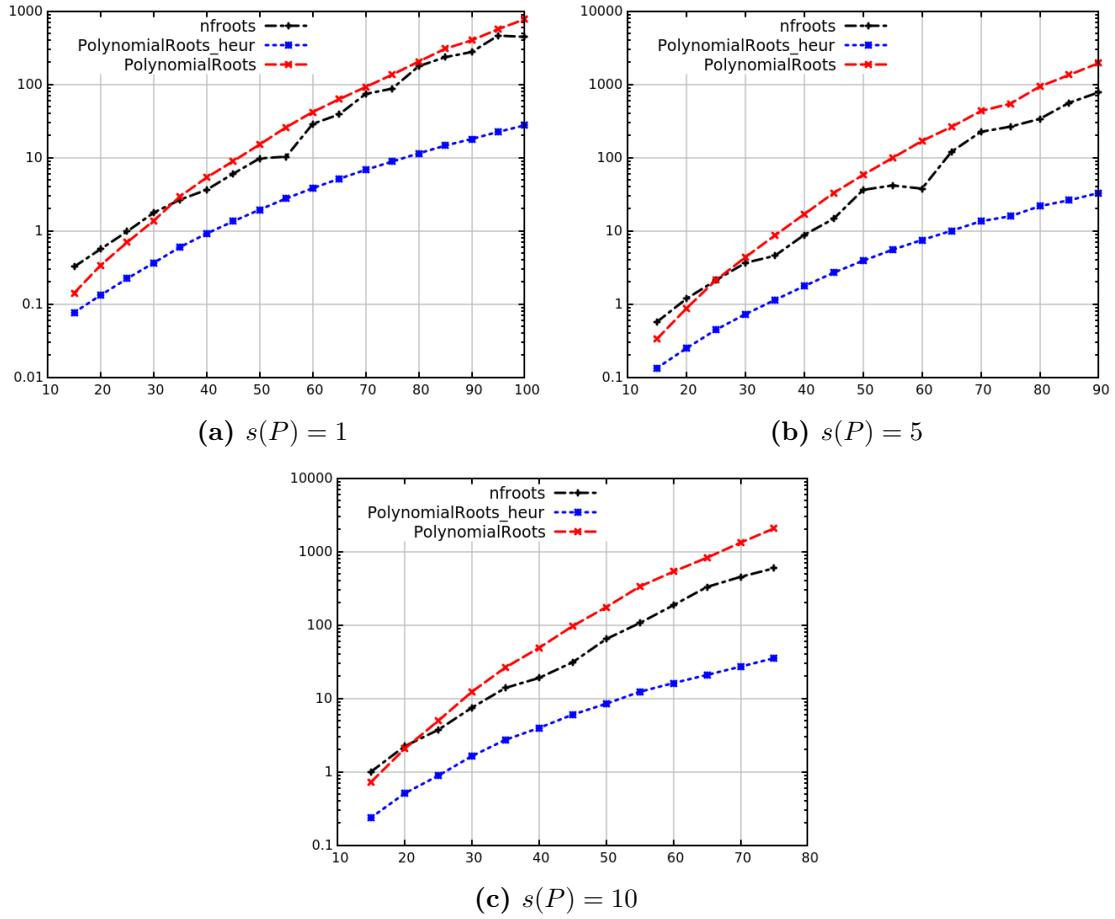 1000
100
10
1
0.1
0.01
10 20 30 40 50 60 70 80 90 100
nfroots
PolynomialRoots_heur
PolynomialRoots
(a) s(P) = 1
10000
1000
100
10
1
0.1
10 20 30 40 50 60 70 80 90
nfroots
PolynomialRoots_heur
PolynomialRoots
(b) s(P) = 5
10000
1000
100
10
1
0.1
10 20 30 40 50 60 70 80
nfroots
PolynomialRoots_heur
PolynomialRoots
(c) s(P) = 10